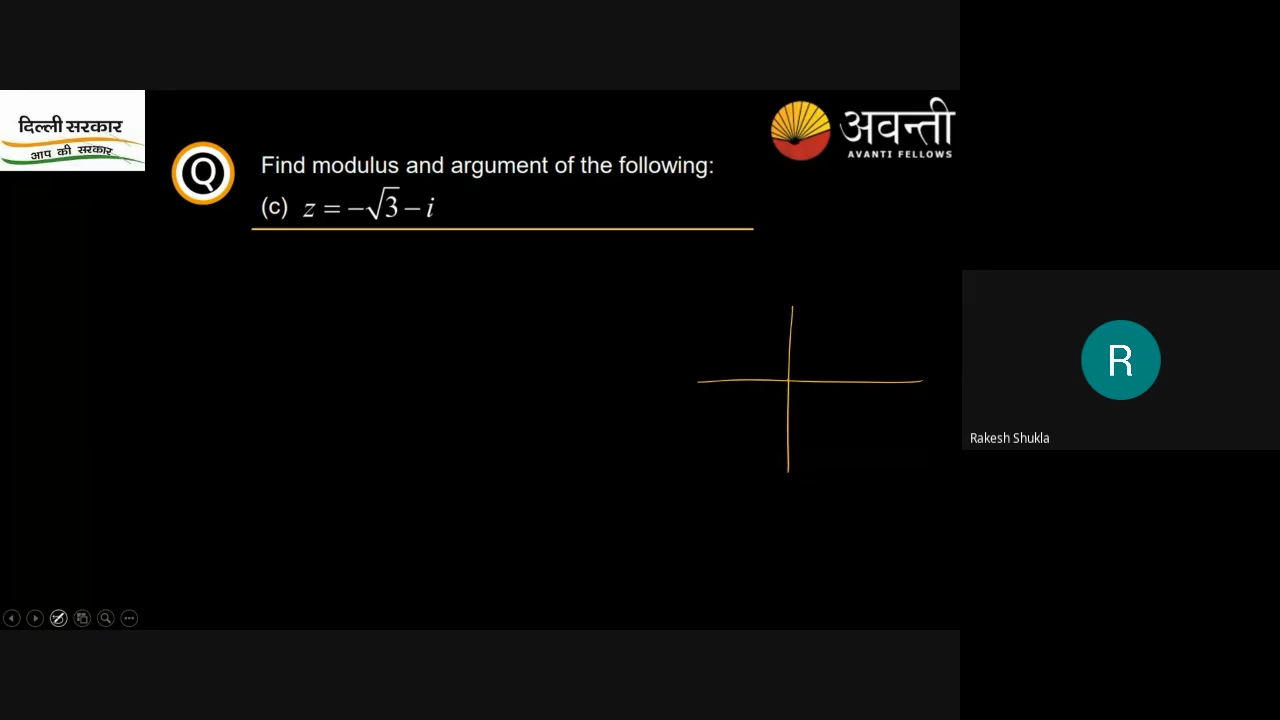 दिल्ली सरकार
आप की सरकार
अवन्ती
AVANTI FELLOWS
Q
Find modulus and argument of the following:
(c) z = −√3 − i
R
Rakesh Shukla